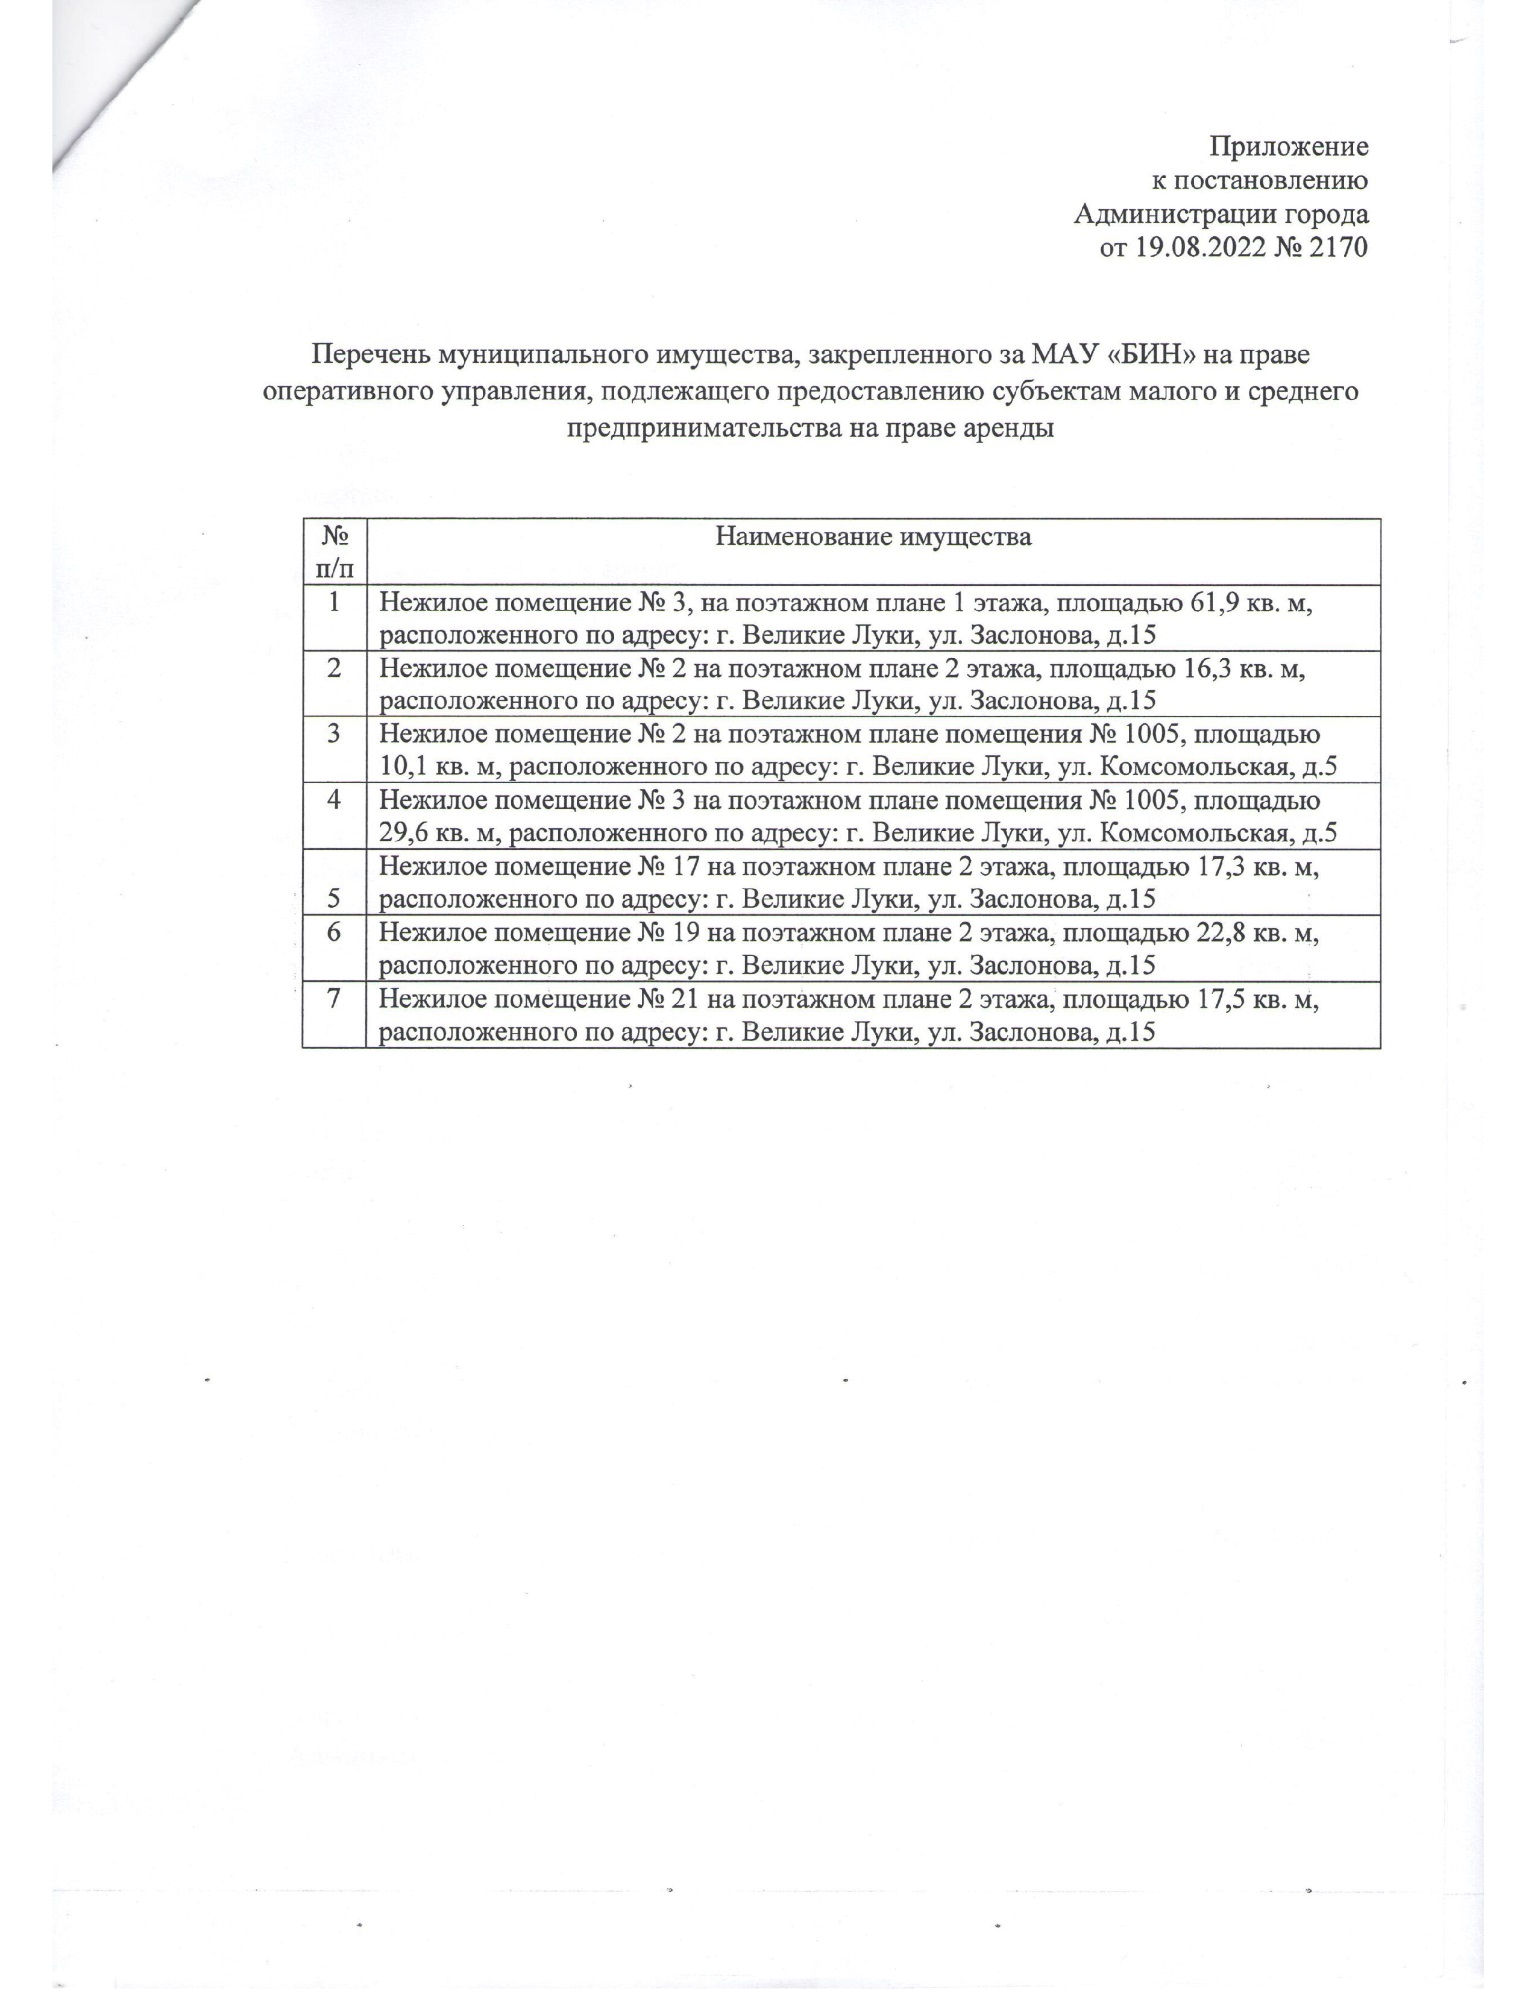 Приложение
к постановлению
Администрации города
от 19.08.2022 № 2170
Перечень муниципального имущества, закрепленного за МАУ «БИН» на праве
оперативного управления, подлежащего предоставлению субъектам малого и среднего
предпринимательства на праве аренды
№
п/п
Наименование имущества
1
Нежилое помещение № 3, на поэтажном плане 1 этажа, площадью 61,9 кв. м,
расположенного по адресу: г. Великие Луки, ул. Заслонова, д.15
2
Нежилое помещение № 2 на поэтажном плане 2 этажа, площадью 16,3 кв. м,
расположенного по адресу: г. Великие Луки, ул. Заслонова, д.15
3
Нежилое помещение № 2 на поэтажном плане помещения № 1005, площадью
10,1 кв. м, расположенного по адресу: г. Великие Луки, ул. Комсомольская, д.5
4
Нежилое помещение № 3 на поэтажном плане помещения № 1005, площадью
29,6 кв. м, расположенного по адресу: г. Великие Луки, ул. Комсомольская, д.5
5
Нежилое помещение № 17 на поэтажном плане 2 этажа, площадью 17,3 кв. м,
расположенного по адресу: г. Великие Луки, ул. Заслонова, д.15
6
Нежилое помещение № 19 на поэтажном плане 2 этажа, площадью 22,8 кв. м,
расположенного по адресу: г. Великие Луки, ул. Заслонова, д.15
7
Нежилое помещение № 21 на поэтажном плане 2 этажа, площадью 17,5 кв. м,
расположенного по адресу: г. Великие Луки, ул. Заслонова, д.15